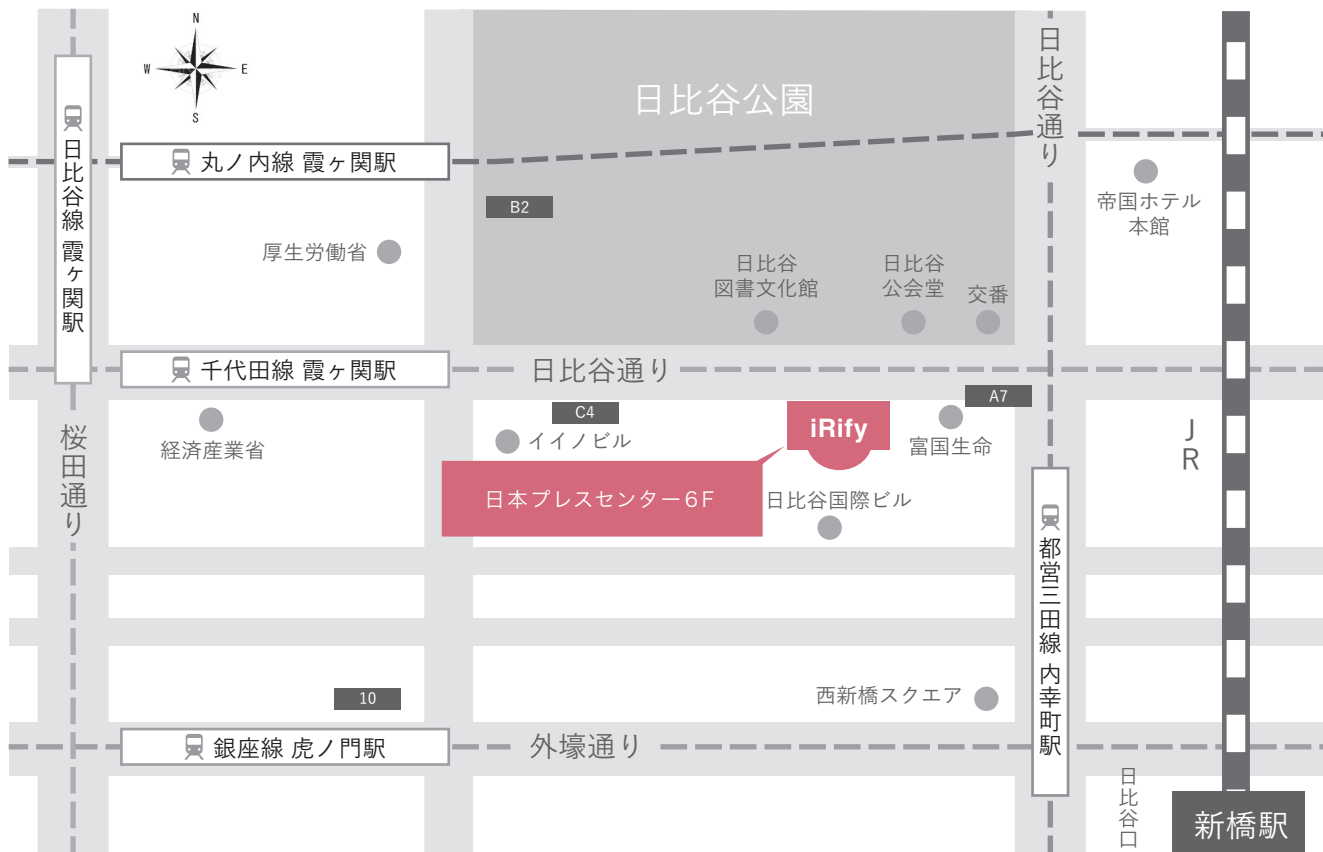 N
W
E
S
日比谷公園
日比谷通り
日比谷線 霞ヶ関駅
丸ノ内線 霞ヶ関駅
B2
帝国ホテル
本館
厚生労働省
日比谷
図書文化館
日比谷
公会堂
交番
千代田線 霞ヶ関駅
日比谷通り
A7
C4
iRify
経済産業省
イイノビル
富国生命
桜田通り
JR
日本プレスセンター6F
日比谷国際ビル
都営三田線 内幸町駅
10
西新橋スクエア
銀座線 虎ノ門駅
外壕通り
日比谷口
新橋駅